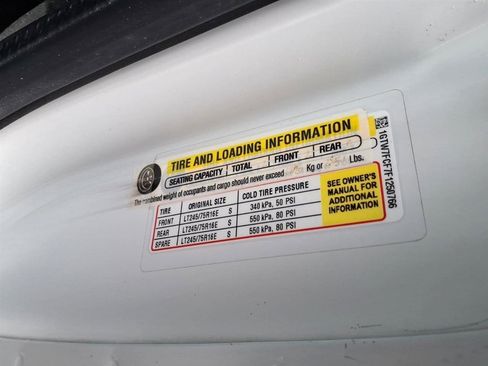 TIRE AND LOADING INFORMATION
SEATING CAPACITY TOTAL FRONT REAR
The combined weight of occupants and cargo should never exceed Kg or Lbs.
TIRE ORIGINAL SIZE COLD TIRE PRESSURE
FRONT LT245/75R16E S 340 kPa, 50 PSI
REAR LT245/75R16E S 550 kPa, 80 PSI
SPARE LT245/75R16E S 550 kPa, 80 PSI
SEE OWNER'S
MANUAL FOR
ADDITIONAL
INFORMATION
1GTW7FCF7F1250766